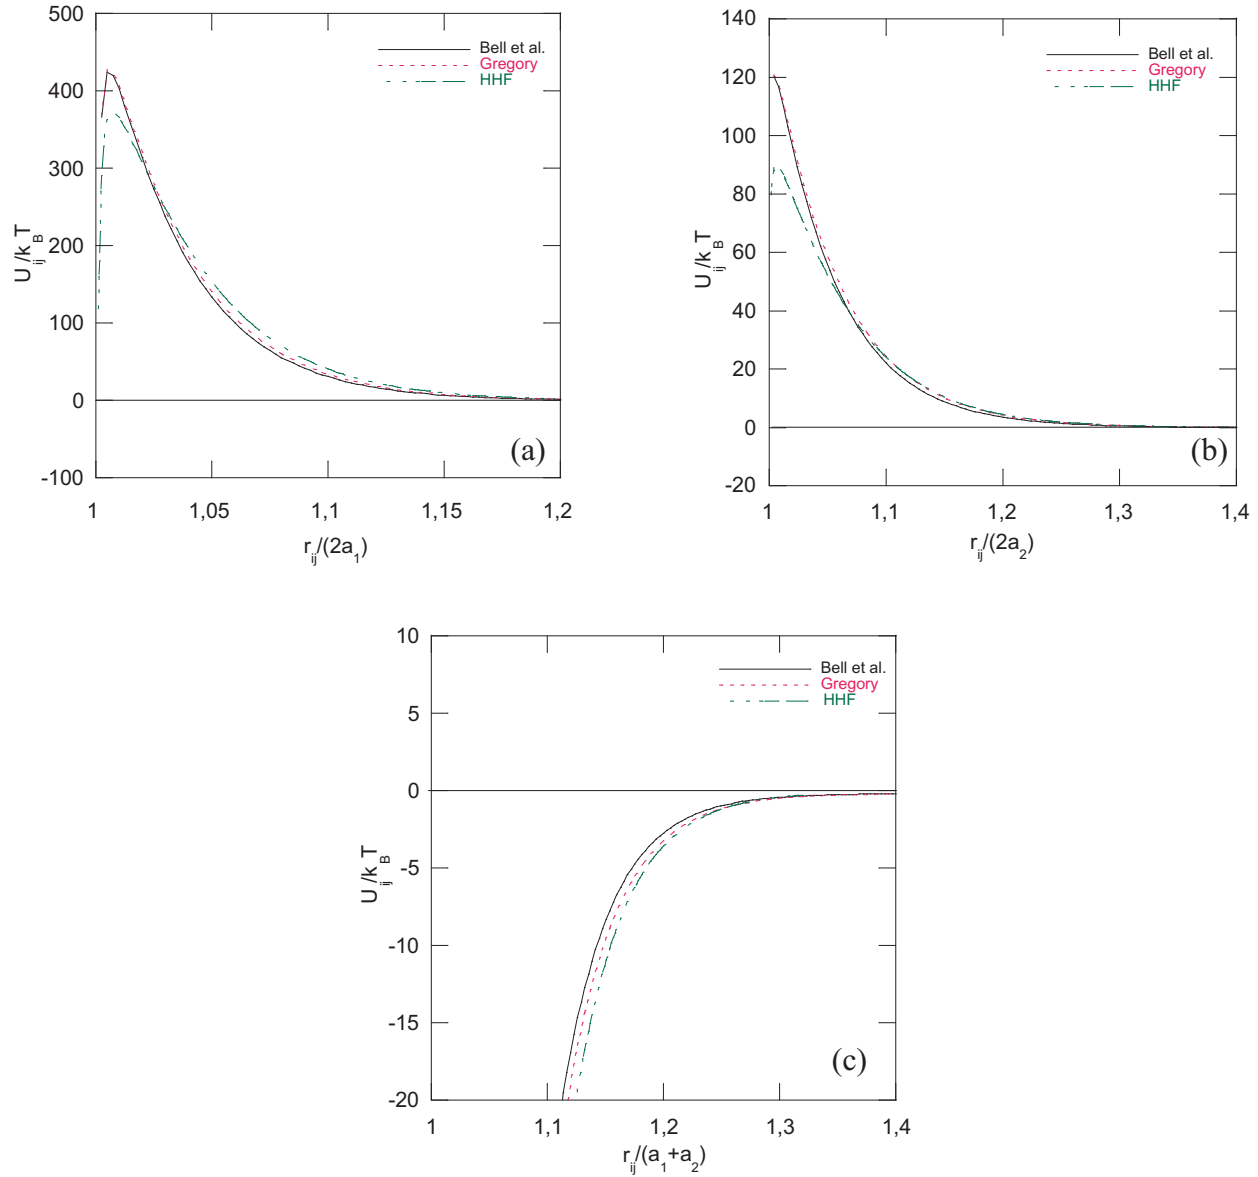 500
400
300
200
100
0
-100
U_ij/k_B T
Bell et al.
Gregory
HHF
(a)
1 1,05 1,1 1,15 1,2
r_ij/(2a_1)
140
120
100
80
60
40
20
0
-20
U_ij/k_B T
Bell et al.
Gregory
HHF
(b)
1 1,1 1,2 1,3 1,4
r_ij/(2a_2)
10
5
0
-5
-10
-15
-20
U_ij/k_B T
Bell et al.
Gregory
HHF
(c)
1 1,1 1,2 1,3 1,4
r_ij/(a_1+a_2)